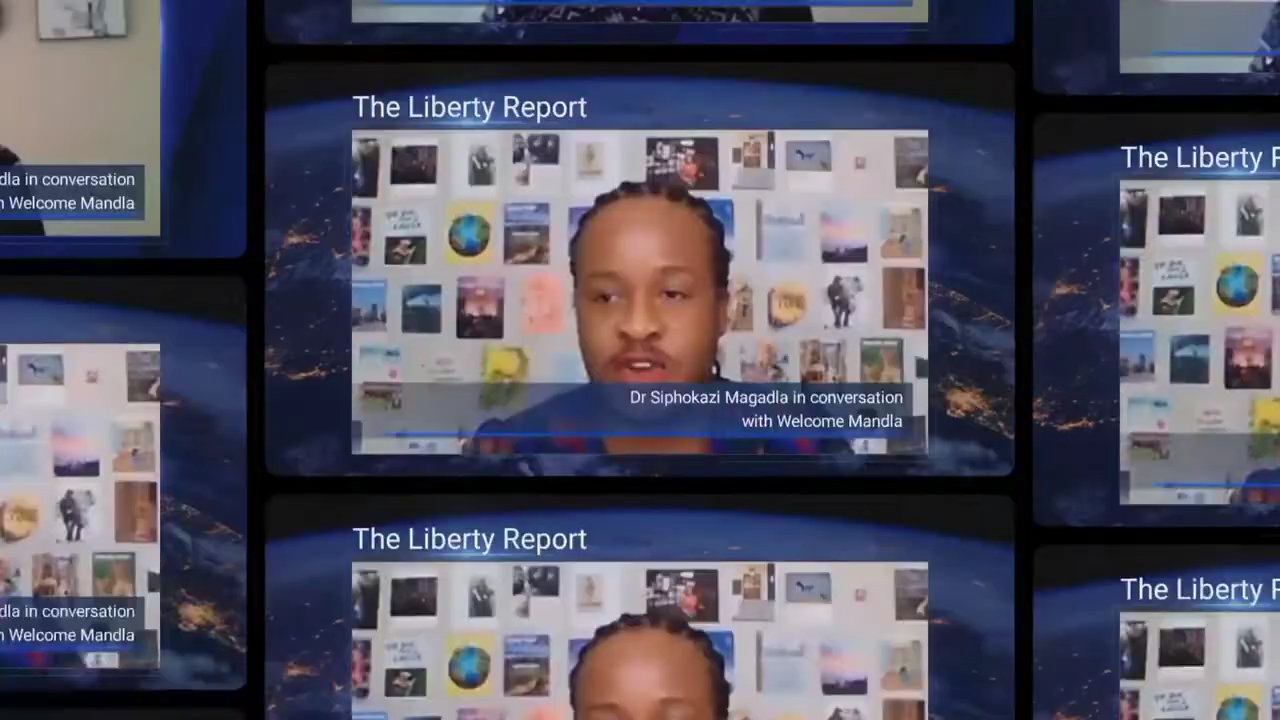 dla in conversation
n Welcome Mandla
dla in conversation
n Welcome Mandla
The Liberty Report
Dr Siphokazi Magadla in conversation
with Welcome Mandla
The Liberty Report
The Liberty R
The Liberty R